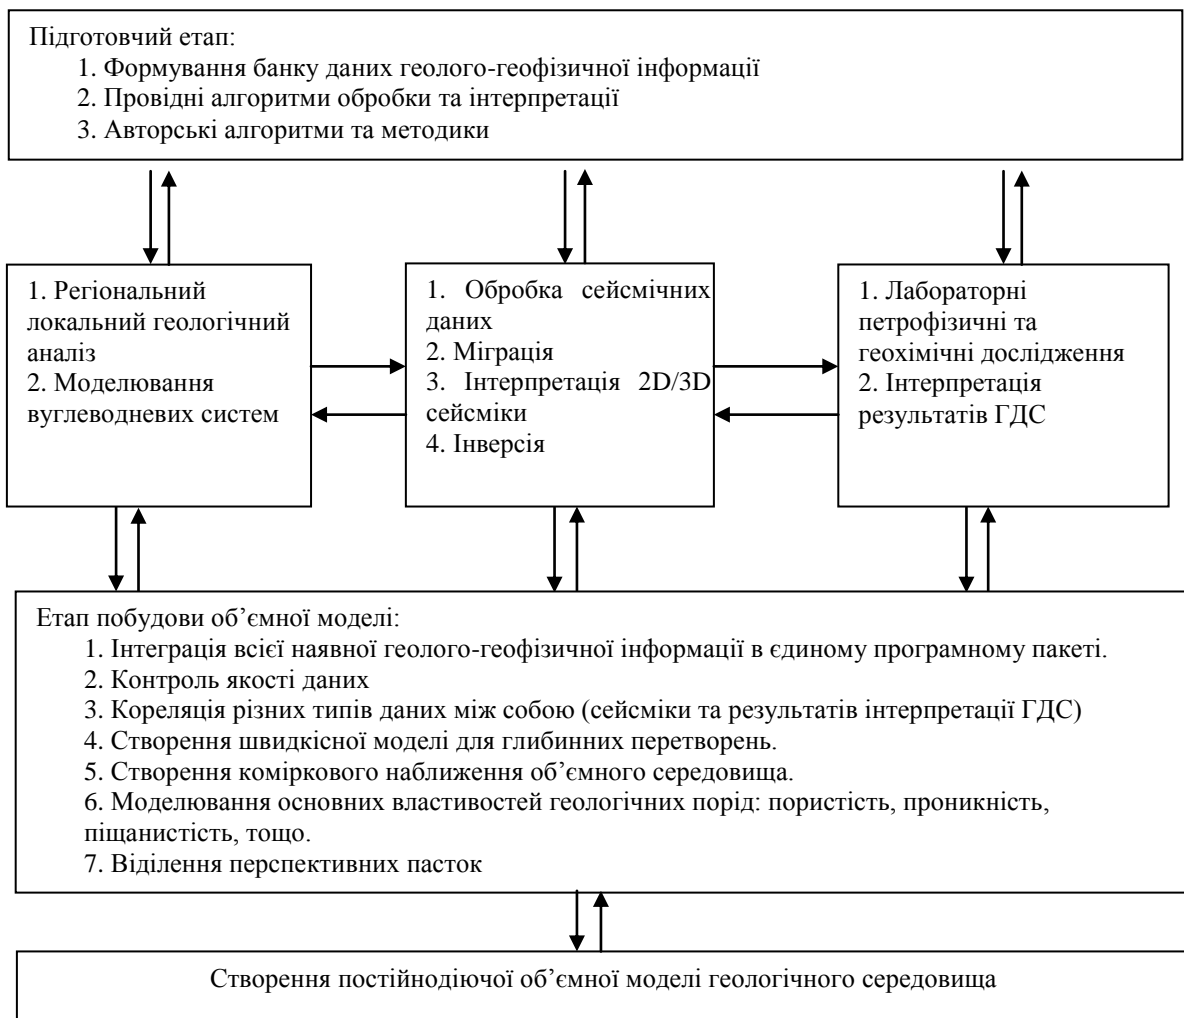 Підготовчий етап:
1. Формування банку даних геолого-геофізичної інформації
2. Провідні алгоритми обробки та інтерпретації
3. Авторські алгоритми та методики
1. Регіональний
локальний геологічний
аналіз
2. Моделювання
вуглеводневих систем
1. Обробка сейсмічних
даних
2. Міграція
3. Інтерпретація 2D/3D
сейсміки
4. Інверсія
1. Лабораторні
петрофізичні та
геохімічні дослідження
2. Інтерпретація
результатів ГДС
Етап побудови об’ємної моделі:
1. Інтеграція всієї наявної геолого-геофізичної інформації в єдиному програмному пакеті.
2. Контроль якості даних
3. Кореляція різних типів даних між собою (сейсміки та результатів інтерпретації ГДС)
4. Створення швидкісної моделі для глибинних перетворень.
5. Створення коміркового наближення об’ємного середовища.
6. Моделювання основних властивостей геологічних порід: пористість, проникність,
піщанистість, тощо.
7. Віділення перспективних пасток
Створення постійнодіючої об’ємної моделі геологічного середовища